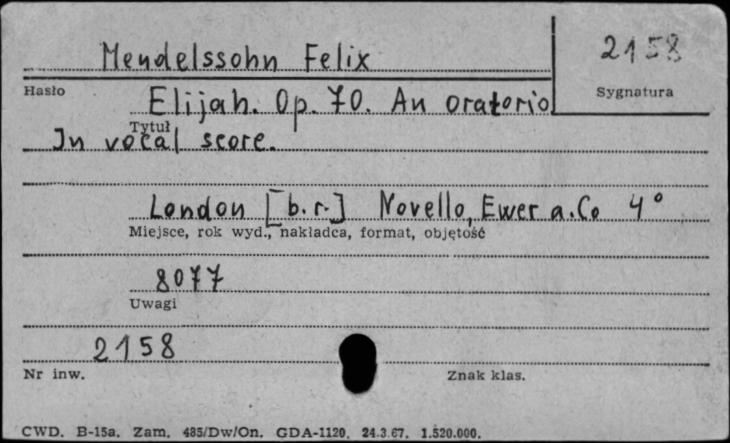 Mendelssohn Felix
2158
Hasło
Sygnatura
Elijah. Op. 70. An oratorio
Tytuł
In vocal score.
London [b.r.] Novello, Ewer a. Co 4°
Miejsce, rok wyd., nakładca, format, objętość
8077
Uwagi
2158
Nr inw.
Znak klas.
CWD. B-15a. Zam. 485/Dw/On. GDA-1120. 24.3.67. 1.520.000.